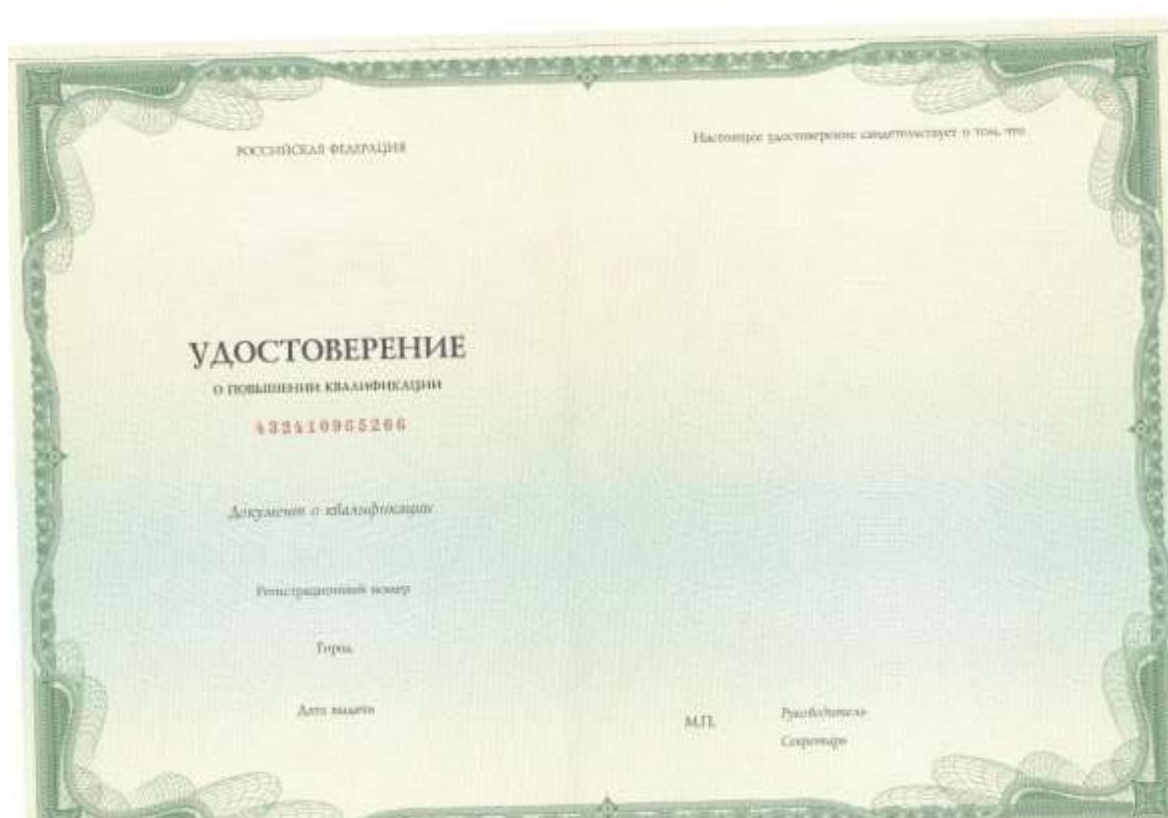 РОССИЙСКАЯ ФЕДЕРАЦИЯ
УДОСТОВЕРЕНИЕ
О ПОВЫШЕНИИ КВАЛИФИКАЦИИ
432410965266
Документ о квалификации
Регистрационный номер
Город
Дата выдачи
Настоящее удостоверение свидетельствует о том, что
М.П.
Руководитель
Секретарь